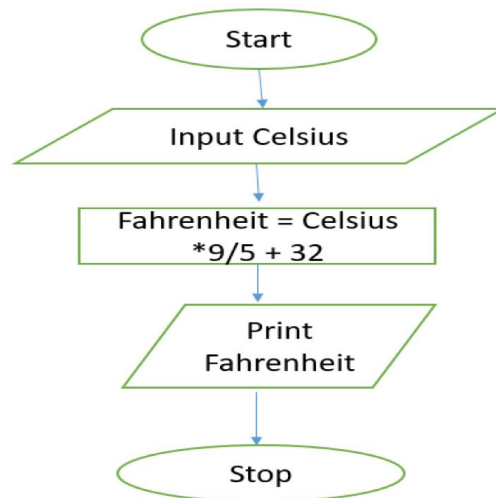 Start
Input Celsius
Fahrenheit = Celsius
*9/5 + 32
Print
Fahrenheit
Stop